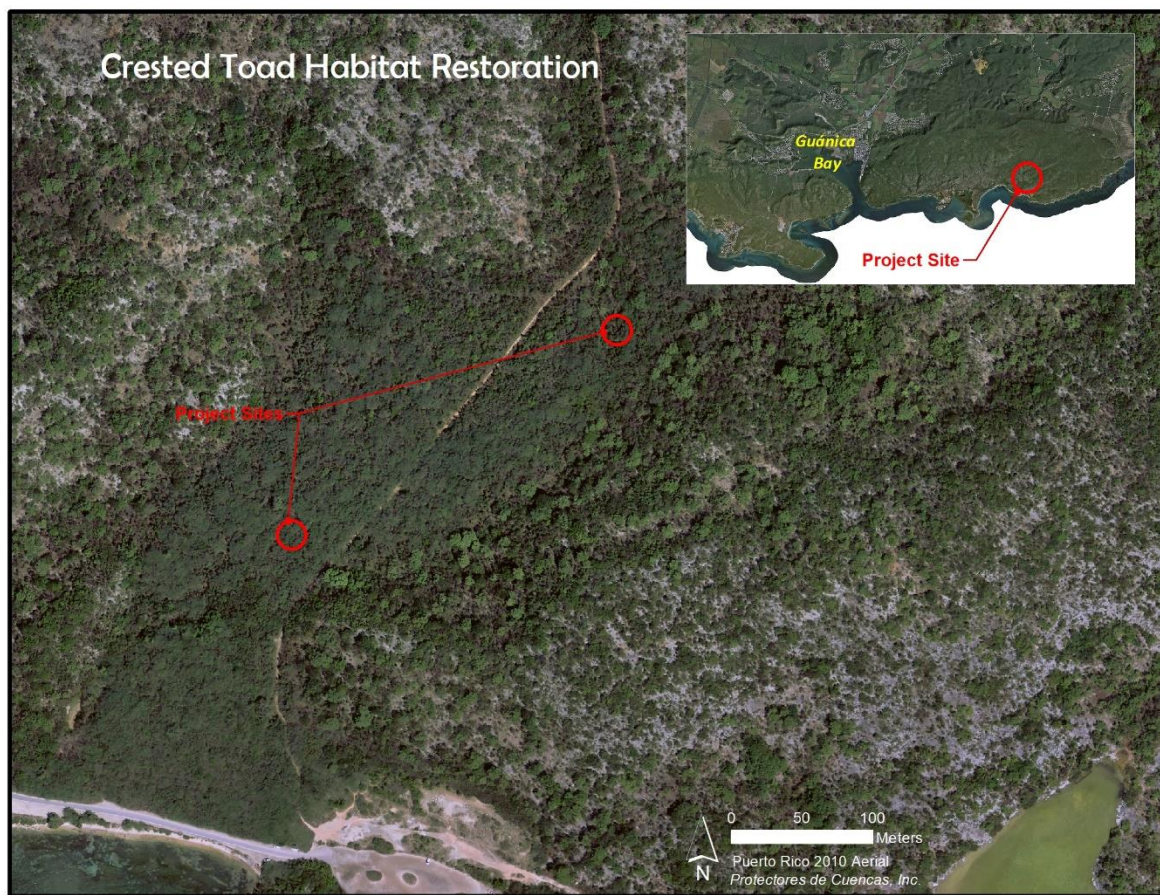 Crested Toad Habitat Restoration
Guánica
Bay
Project Site
Project Sites
0 50 100
Meters
N
Puerto Rico 2010 Aerial
Protectores de Cuencas, Inc.